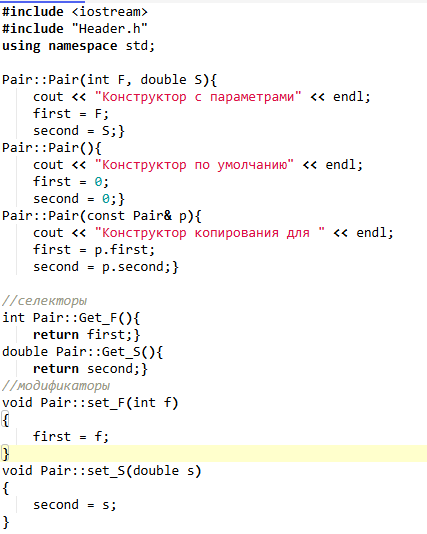 #include <iostream>
#include "Header.h"
using namespace std;

Pair::Pair(int F, double S){
    cout << "Конструктор с параметрами" << endl;
    first = F;
    second = S;}
Pair::Pair(){
    cout << "Конструктор по умолчанию" << endl;
    first = 0;
    second = 0;}
Pair::Pair(const Pair& p){
    cout << "Конструктор копирования для " << endl;
    first = p.first;
    second = p.second;}

//селекторы
int Pair::Get_F(){
    return first;}
double Pair::Get_S(){
    return second;}
//модификаторы
void Pair::set_F(int f)
{
    first = f;
}
void Pair::set_S(double s)
{
    second = s;
}